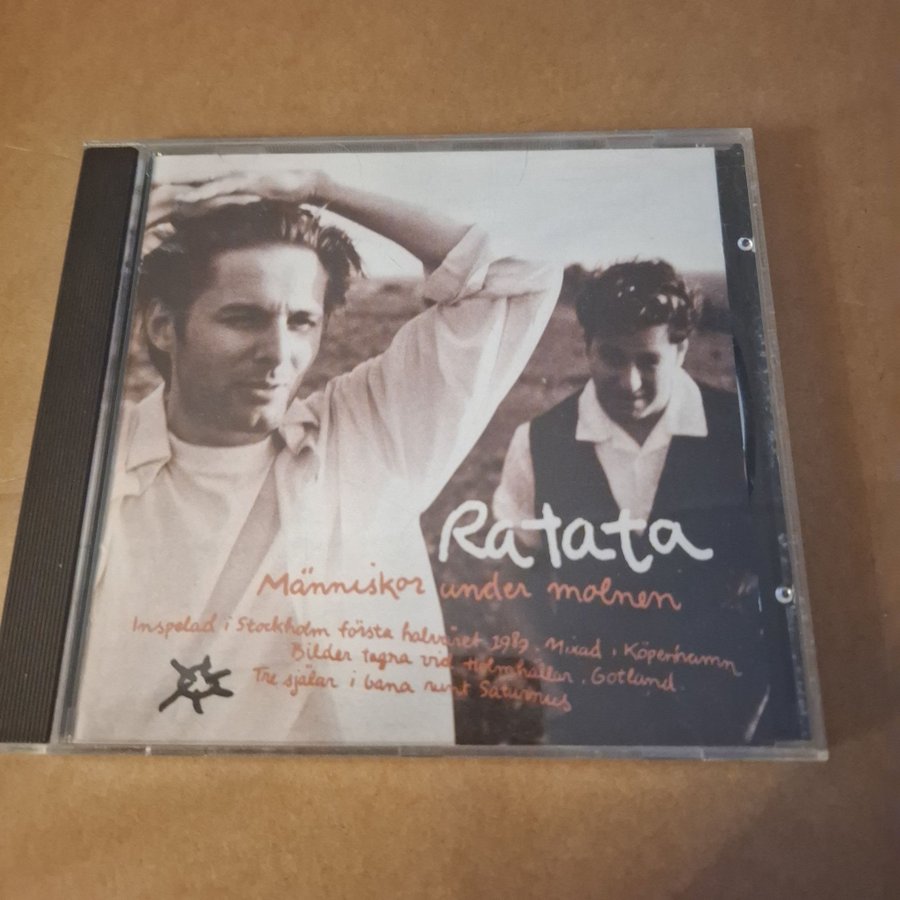 Ratata
Människor under molnen
Inspelad i Stockholm första halvåret 1989. Mixad i Köpenhamn
Bilder tagna vid Holmhällar, Gotland.
Tre själar i bana runt Saturnus